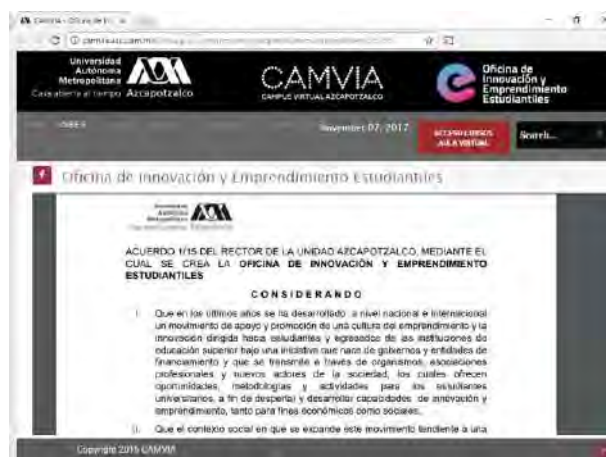 Universidad
Autónoma
Metropolitana
Casa abierta al tiempo Azcapotzalco
CAMVIA
CAMPUS VIRTUAL AZCAPOTZALCO
Oficina de
Innovación y
Emprendimiento
Estudiantiles
November 07, 2017
ACCESO CURSOS
AULA VIRTUAL
Search...
Oficina de Innovación y Emprendimiento Estudiantiles
ACUERDO 1/15 DEL RECTOR DE LA UNIDAD AZCAPOTZALCO, MEDIANTE EL
CUAL SE CREA LA OFICINA DE INNOVACIÓN Y EMPRENDIMIENTO
ESTUDIANTILES
CONSIDERANDO
I. Que en los últimos años se ha desarrollado a nivel nacional e internacional
un movimiento de apoyo y promoción de una cultura del emprendimiento y la
innovación dirigida hacia estudiantes y egresados de las instituciones de
educación superior bajo una iniciativa que nace de gobiernos y entidades de
financiamiento y que se transmite a través de organismos, asociaciones
profesionales y nuevos actores de la sociedad, los cuales ofrecen
oportunidades, metodologías y actividades para los estudiantes
universitarios, a fin de despertar y desarrollar capacidades de innovación y
emprendimiento, tanto para fines económicos como sociales.
II. Que el contexto social en que se expande este movimiento tendiente a una
Copyright 2015 CAMVIA